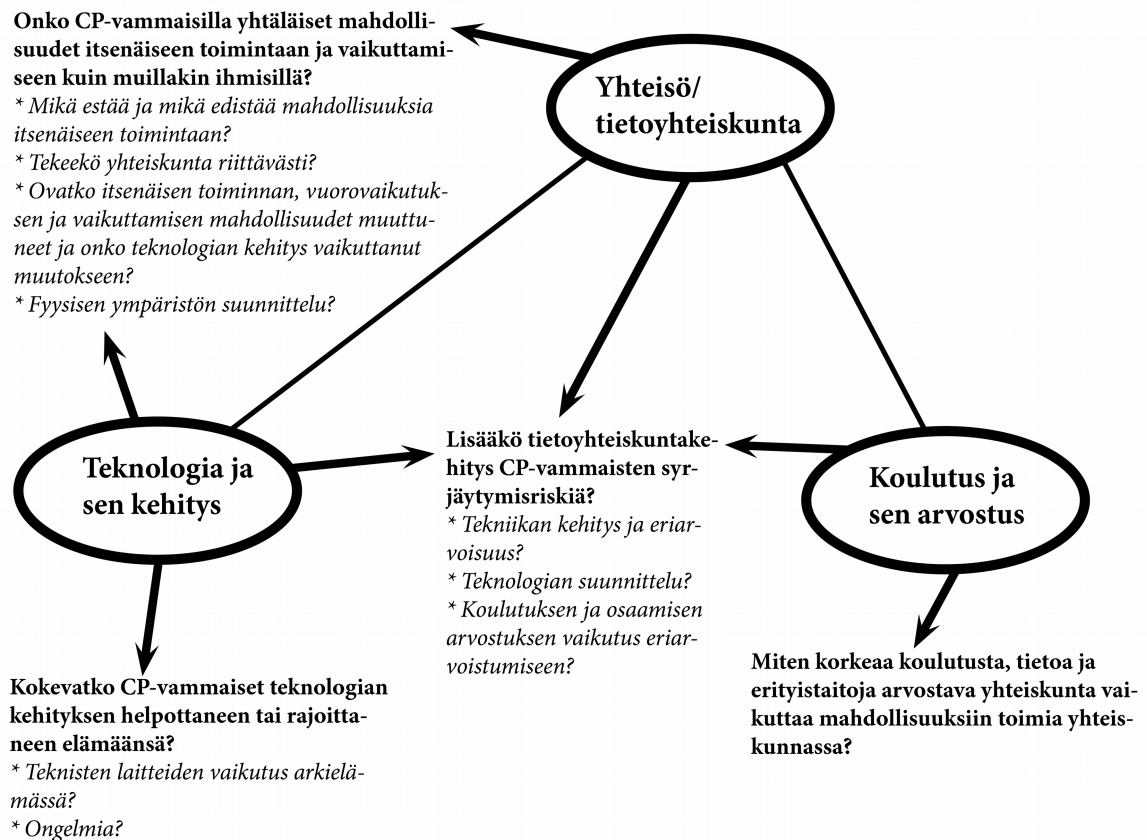 Onko CP-vammaisilla yhtäläiset mahdolli-
suudet itsenäiseen toimintaan ja vaikuttami-
seen kuin muillakin ihmisillä?
* Mikä estää ja mikä edistää mahdollisuuksia
itsenäiseen toimintaan?
* Tekeekö yhteiskunta riittävästi?
* Ovatko itsenäisen toiminnan, vuorovaikutuk-
sen ja vaikuttamisen mahdollisuudet muuttu-
neet ja onko teknologian kehitys vaikuttanut
muutokseen?
* Fyysisen ympäristön suunnittelu?
Yhteisö/
tietoyhteiskunta
Teknologia ja
sen kehitys
Lisääkö tietoyhteiskuntake-
hitys CP-vammaisten syr-
jäytymisriskiä?
* Tekniikan kehitys ja eriar-
voisuus?
* Teknologian suunnittelu?
* Koulutuksen ja osaamisen
arvostuksen vaikutus eriar-
voistumiseen?
Koulutus ja
sen arvostus
Kokevatko CP-vammaiset teknologian
kehityksen helpottaneen tai rajoitta-
neen elämäänsä?
* Teknisten laitteiden vaikutus arkielä-
mässä?
* Ongelmia?
Miten korkeaa koulutusta, tietoa ja
erityistaitoja arvostava yhteiskunta vai-
kuttaa mahdollisuuksiin toimia yhteis-
kunnassa?